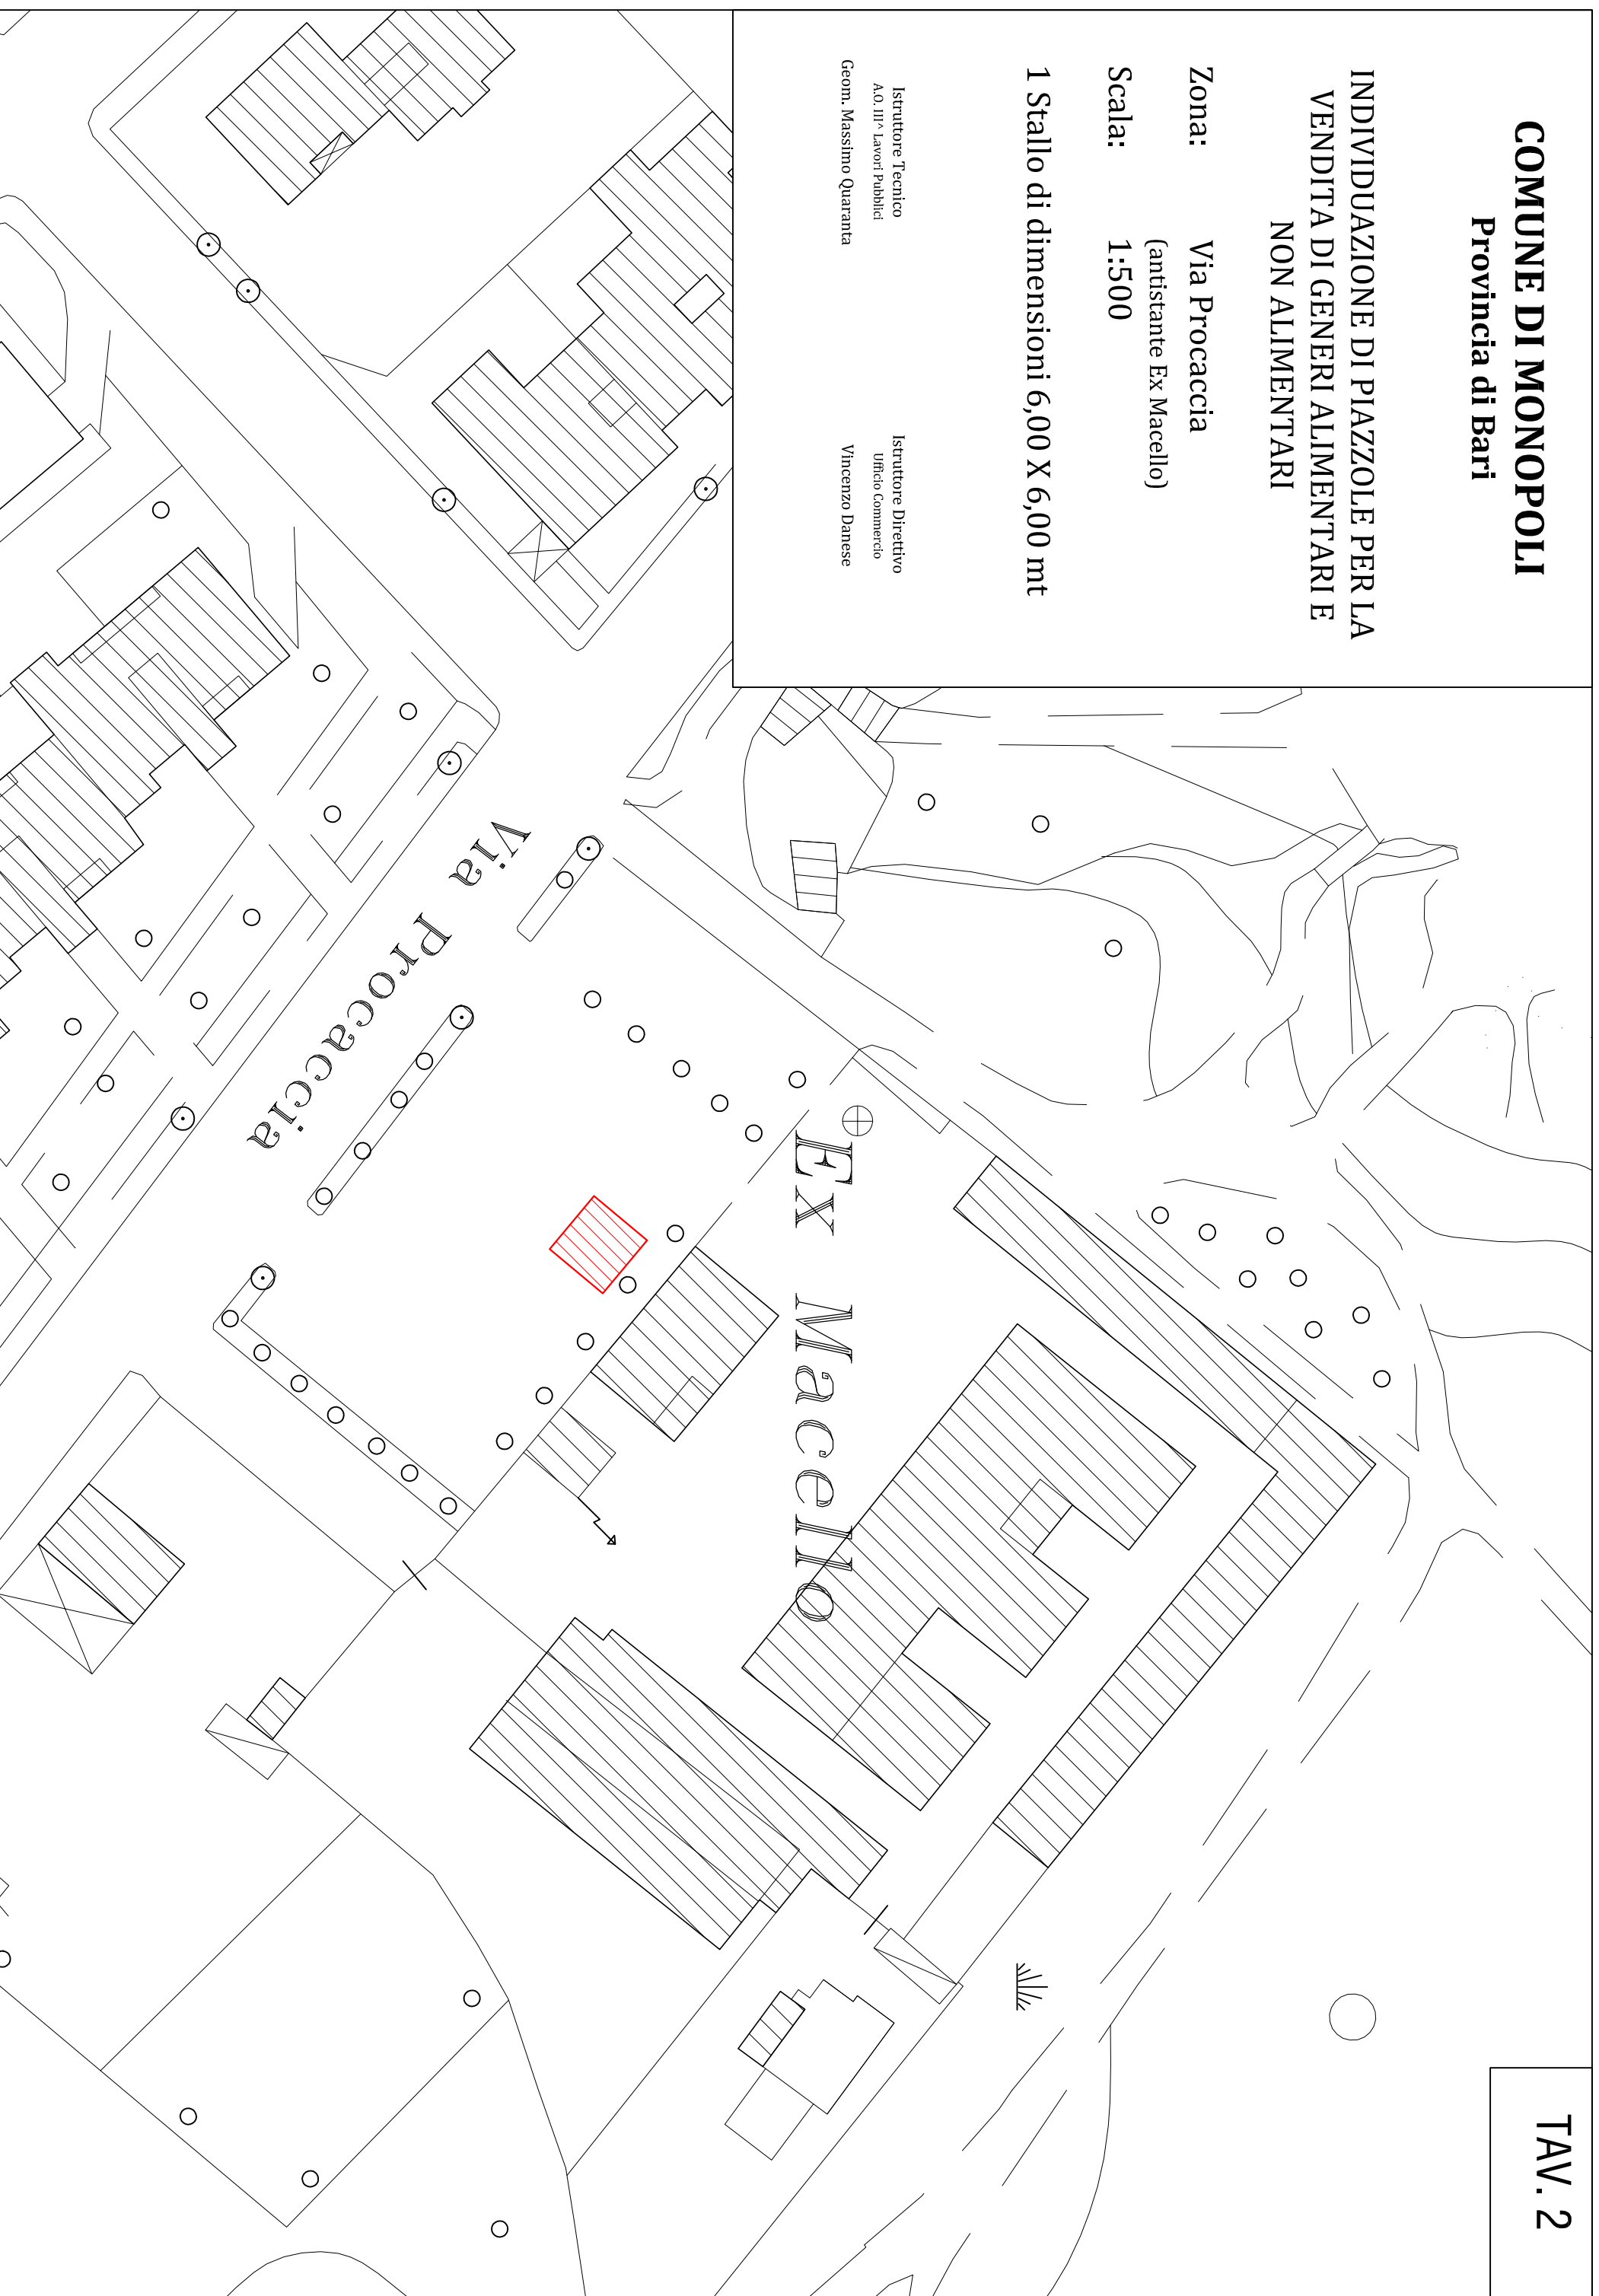 COMUNE DI MONOPOLI
Provincia di Bari
INDIVIDUAZIONE DI PIAZZOLE PER LA
VENDITA DI GENERI ALIMENTARI E
NON ALIMENTARI
Zona: Via Procaccia
(antistante Ex Macello)
Scala: 1:500
1 Stallo di dimensioni 6,00 X 6,00 mt
Istruttore Tecnico
A.O. III^ Lavori Pubblici
Geom. Massimo Quaranta
Istruttore Direttivo
Ufficio Commercio
Vincenzo Danese
Ex Macello
Via Procaccia
TAV. 2